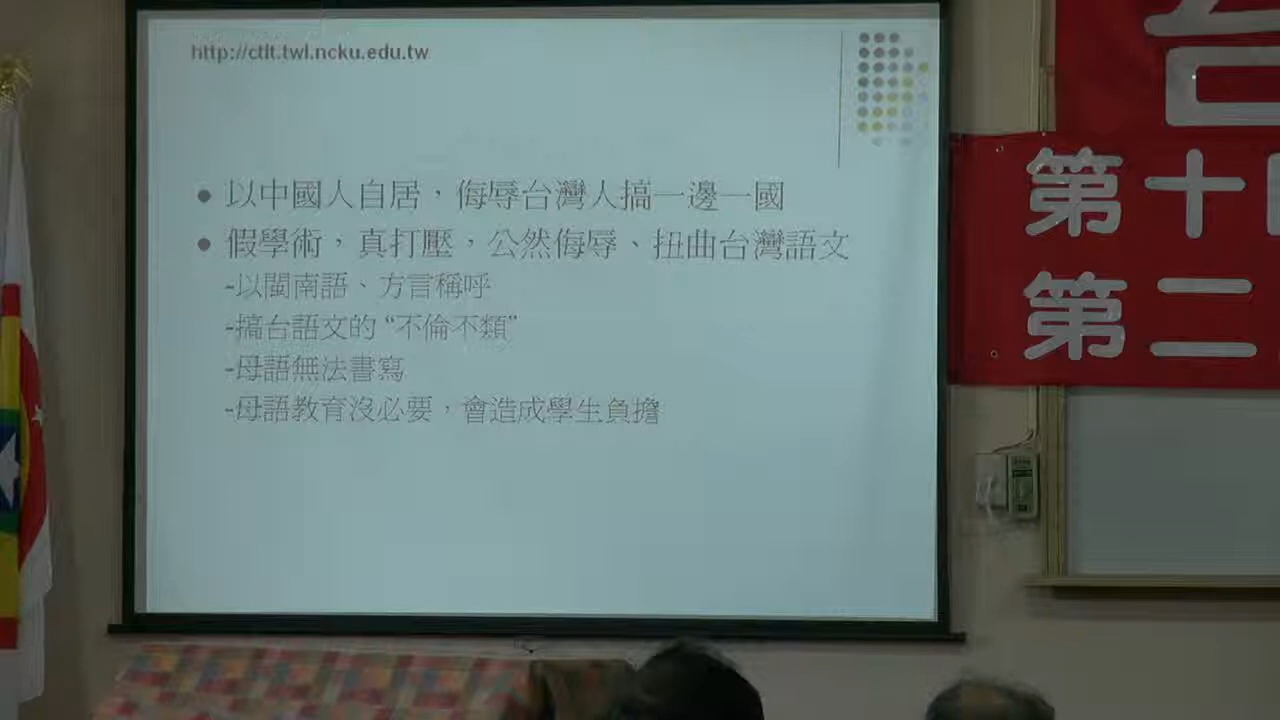 http://ctlt.twl.ncku.edu.tw
● 以中國人自居，侮辱台灣人搞一邊一國
● 假學術，真打壓，公然侮辱、扭曲台灣語文
-以閩南語、方言稱呼
-搞台語文的 “不倫不類”
-母語無法書寫
-母語教育沒必要，會造成學生負擔
台
第十
第二